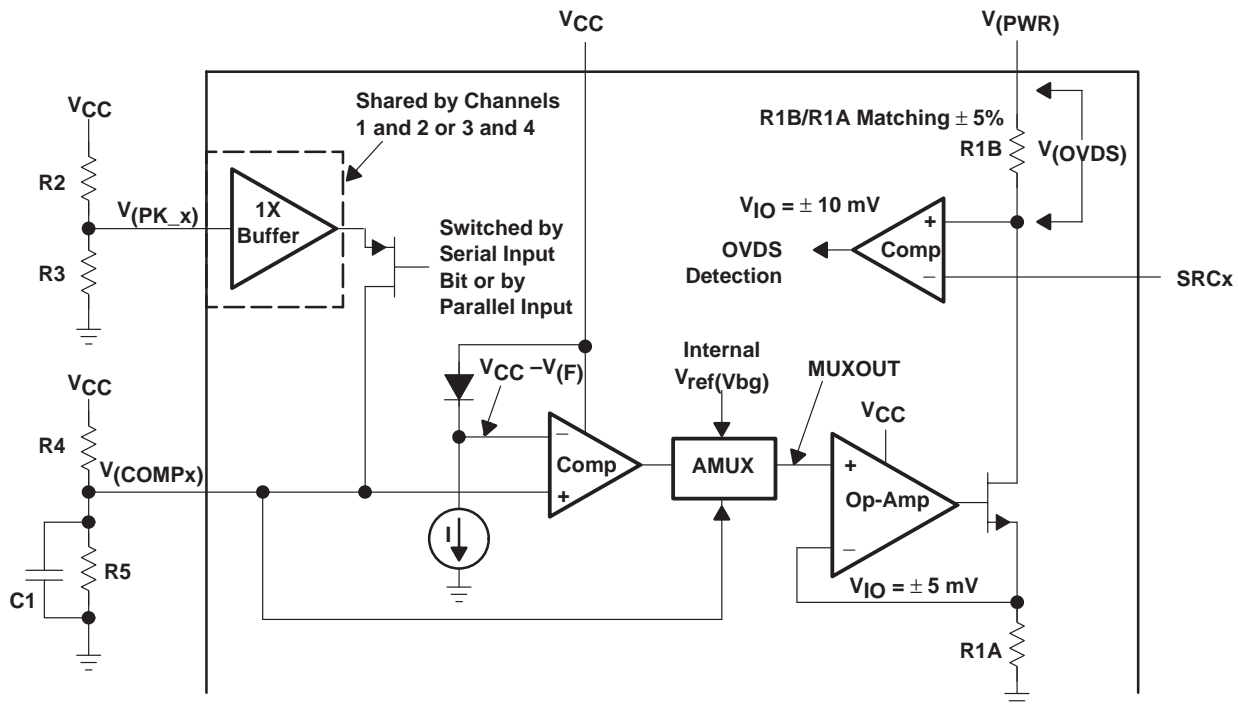 VCC
V(PWR)
VCC
R2
V(PK_x)
R3
1X
Buffer
Shared by Channels
1 and 2 or 3 and 4
Switched by
Serial Input
Bit or by
Parallel Input
R1B/R1A Matching ± 5%
R1B
V(OVDS)
VIO = ± 10 mV
OVDS
Detection
+
Comp
−
SRCx
VCC
R4
V(COMPx)
R5
C1
VCC −V(F)
I
−
Comp
+
Internal
Vref(Vbg)
AMUX
MUXOUT
VCC
+
Op-Amp
−
VIO = ± 5 mV
R1A